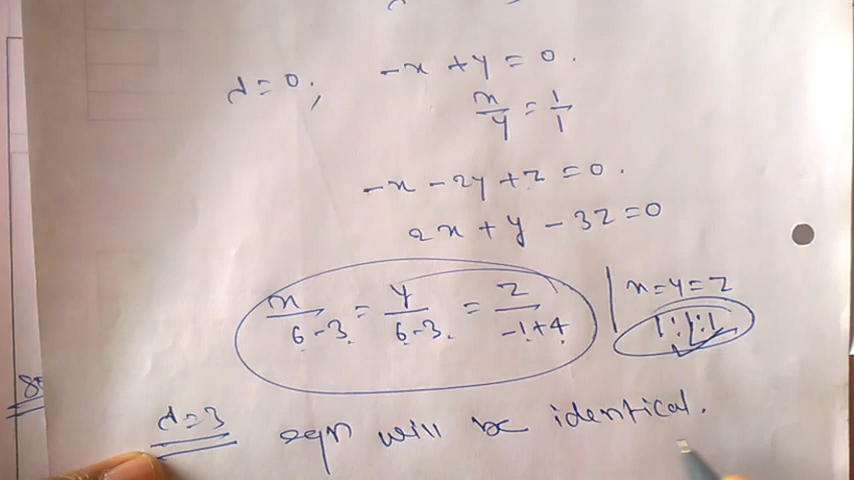 λ=0; -x + y = 0.
x/y = 1/1
-x - 2y + z = 0.
2x + y - 3z = 0
x/6-3 = y/6-3 = z/-1+4 | x=y=z
1:1:1
λ=3 eqn will be identical.